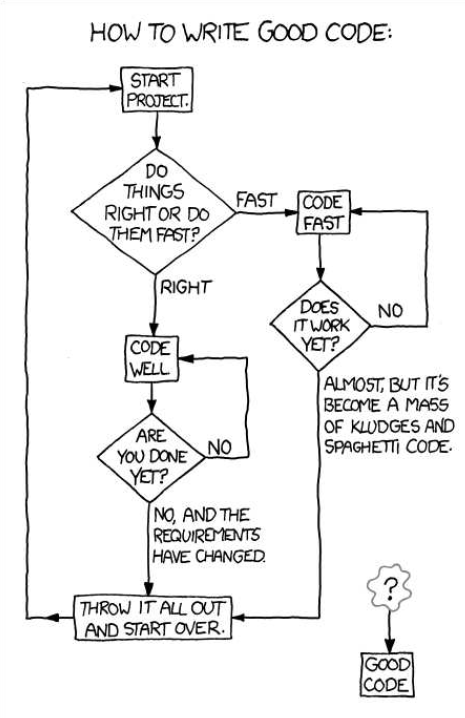 HOW TO WRITE GOOD CODE:
START
PROJECT.
DO
THINGS
RIGHT OR DO
THEM FAST?
FAST
CODE
FAST
RIGHT
DOES
IT WORK
YET?
NO
CODE
WELL
ALMOST, BUT IT'S
BECOME A MASS
OF KLUDGES AND
SPAGHETTI CODE.
ARE
YOU DONE
YET?
NO
NO, AND THE
REQUIREMENTS
HAVE CHANGED.
THROW IT ALL OUT
AND START OVER.
?
GOOD
CODE